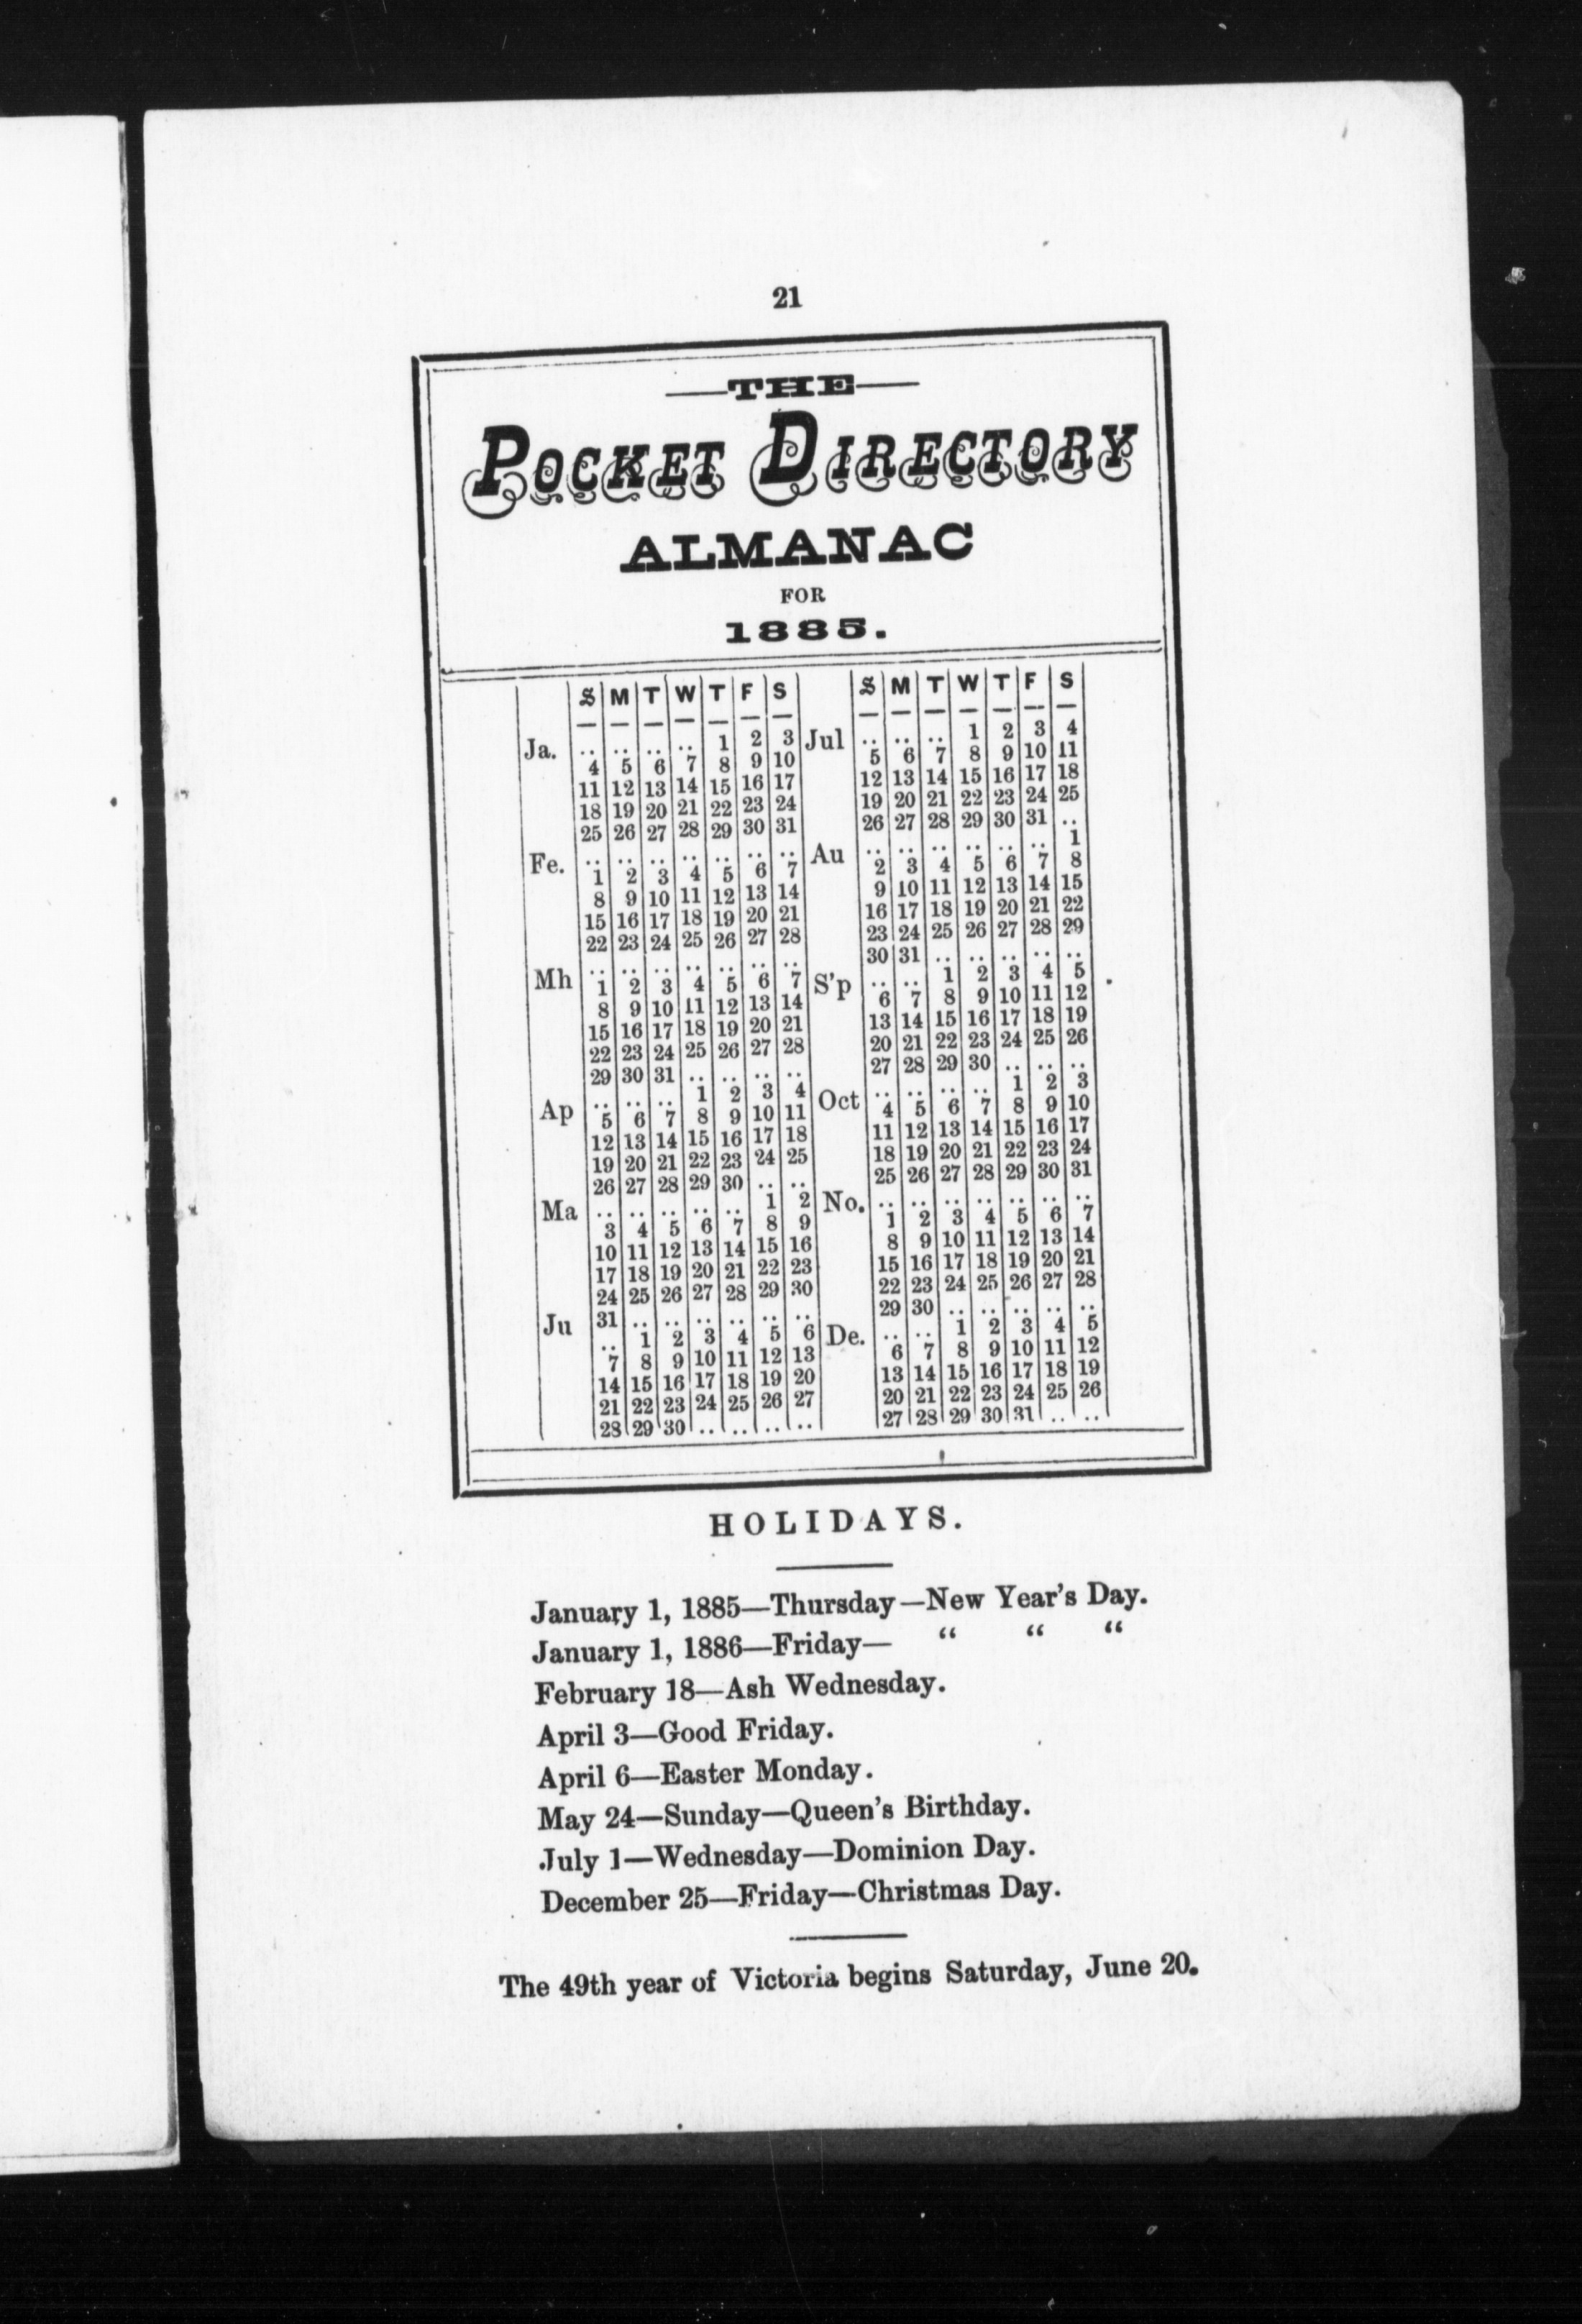 21
THE
POCKET DIRECTORY
ALMANAC
FOR
1885.
S M T W T F S S M T W T F S
Ja. .. .. .. .. 1 2 3 Jul .. .. .. 1 2 3 4
4 5 6 7 8 9 10 5 6 7 8 9 10 11
11 12 13 14 15 16 17 12 13 14 15 16 17 18
18 19 20 21 22 23 24 19 20 21 22 23 24 25
25 26 27 28 29 30 31 26 27 28 29 30 31 ..
Fe. .. .. .. .. .. .. .. Au .. .. .. .. .. .. 1
1 2 3 4 5 6 7 2 3 4 5 6 7 8
8 9 10 11 12 13 14 9 10 11 12 13 14 15
15 16 17 18 19 20 21 16 17 18 19 20 21 22
22 23 24 25 26 27 28 23 24 25 26 27 28 29
Mh .. .. .. .. .. .. .. 30 31 .. .. .. .. ..
1 2 3 4 5 6 7 S'p .. .. 1 2 3 4 5
8 9 10 11 12 13 14 6 7 8 9 10 11 12
15 16 17 18 19 20 21 13 14 15 16 17 18 19
22 23 24 25 26 27 28 20 21 22 23 24 25 26
29 30 31 .. .. .. .. 27 28 29 30 .. .. ..
Ap .. .. .. 1 2 3 4 Oct .. .. .. .. 1 2 3
5 6 7 8 9 10 11 4 5 6 7 8 9 10
12 13 14 15 16 17 18 11 12 13 14 15 16 17
19 20 21 22 23 24 25 18 19 20 21 22 23 24
26 27 28 29 30 .. .. 25 26 27 28 29 30 31
Ma .. .. .. .. .. 1 2 No. .. .. .. .. .. .. ..
3 4 5 6 7 8 9 1 2 3 4 5 6 7
10 11 12 13 14 15 16 8 9 10 11 12 13 14
17 18 19 20 21 22 23 15 16 17 18 19 20 21
24 25 26 27 28 29 30 22 23 24 25 26 27 28
Ju 31 .. .. .. .. .. .. 29 30 .. .. .. .. ..
.. 1 2 3 4 5 6 De. .. .. 1 2 3 4 5
7 8 9 10 11 12 13 6 7 8 9 10 11 12
14 15 16 17 18 19 20 13 14 15 16 17 18 19
21 22 23 24 25 26 27 20 21 22 23 24 25 26
28 29 30 .. .. .. .. 27 28 29 30 31 .. ..
HOLIDAYS.
January 1, 1885—Thursday—New Year's Day.
January 1, 1886—Friday— “ “ “
February 18—Ash Wednesday.
April 3—Good Friday.
April 6—Easter Monday.
May 24—Sunday—Queen's Birthday.
July 1—Wednesday—Dominion Day.
December 25—Friday—Christmas Day.
The 49th year of Victoria begins Saturday, June 20.